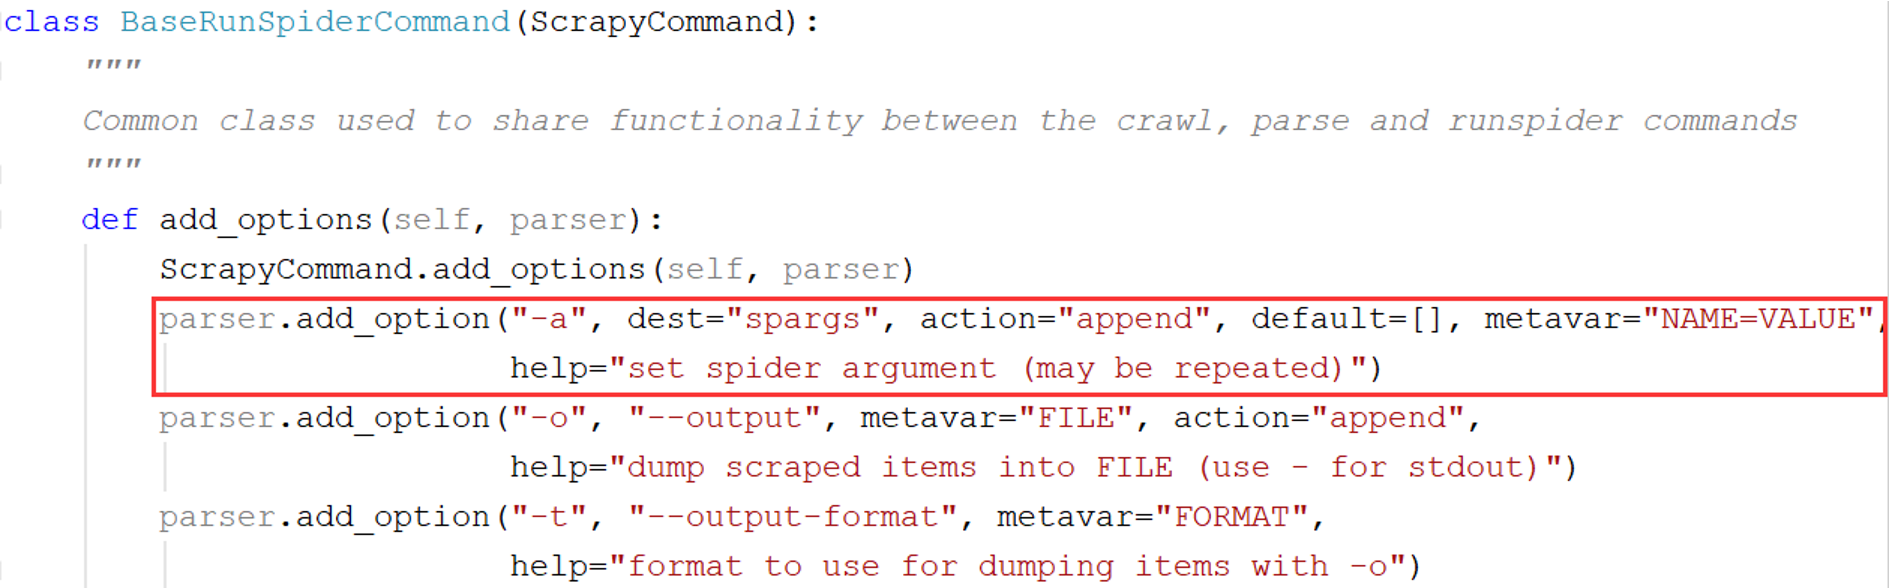 class BaseRunSpiderCommand(ScrapyCommand):
    """
    Common class used to share functionality between the crawl, parse and runspider commands
    """
    def add_options(self, parser):
        ScrapyCommand.add_options(self, parser)
        parser.add_option("-a", dest="spargs", action="append", default=[], metavar="NAME=VALUE",
                          help="set spider argument (may be repeated)")
        parser.add_option("-o", "--output", metavar="FILE", action="append",
                          help="dump scraped items into FILE (use - for stdout)")
        parser.add_option("-t", "--output-format", metavar="FORMAT",
                          help="format to use for dumping items with -o")